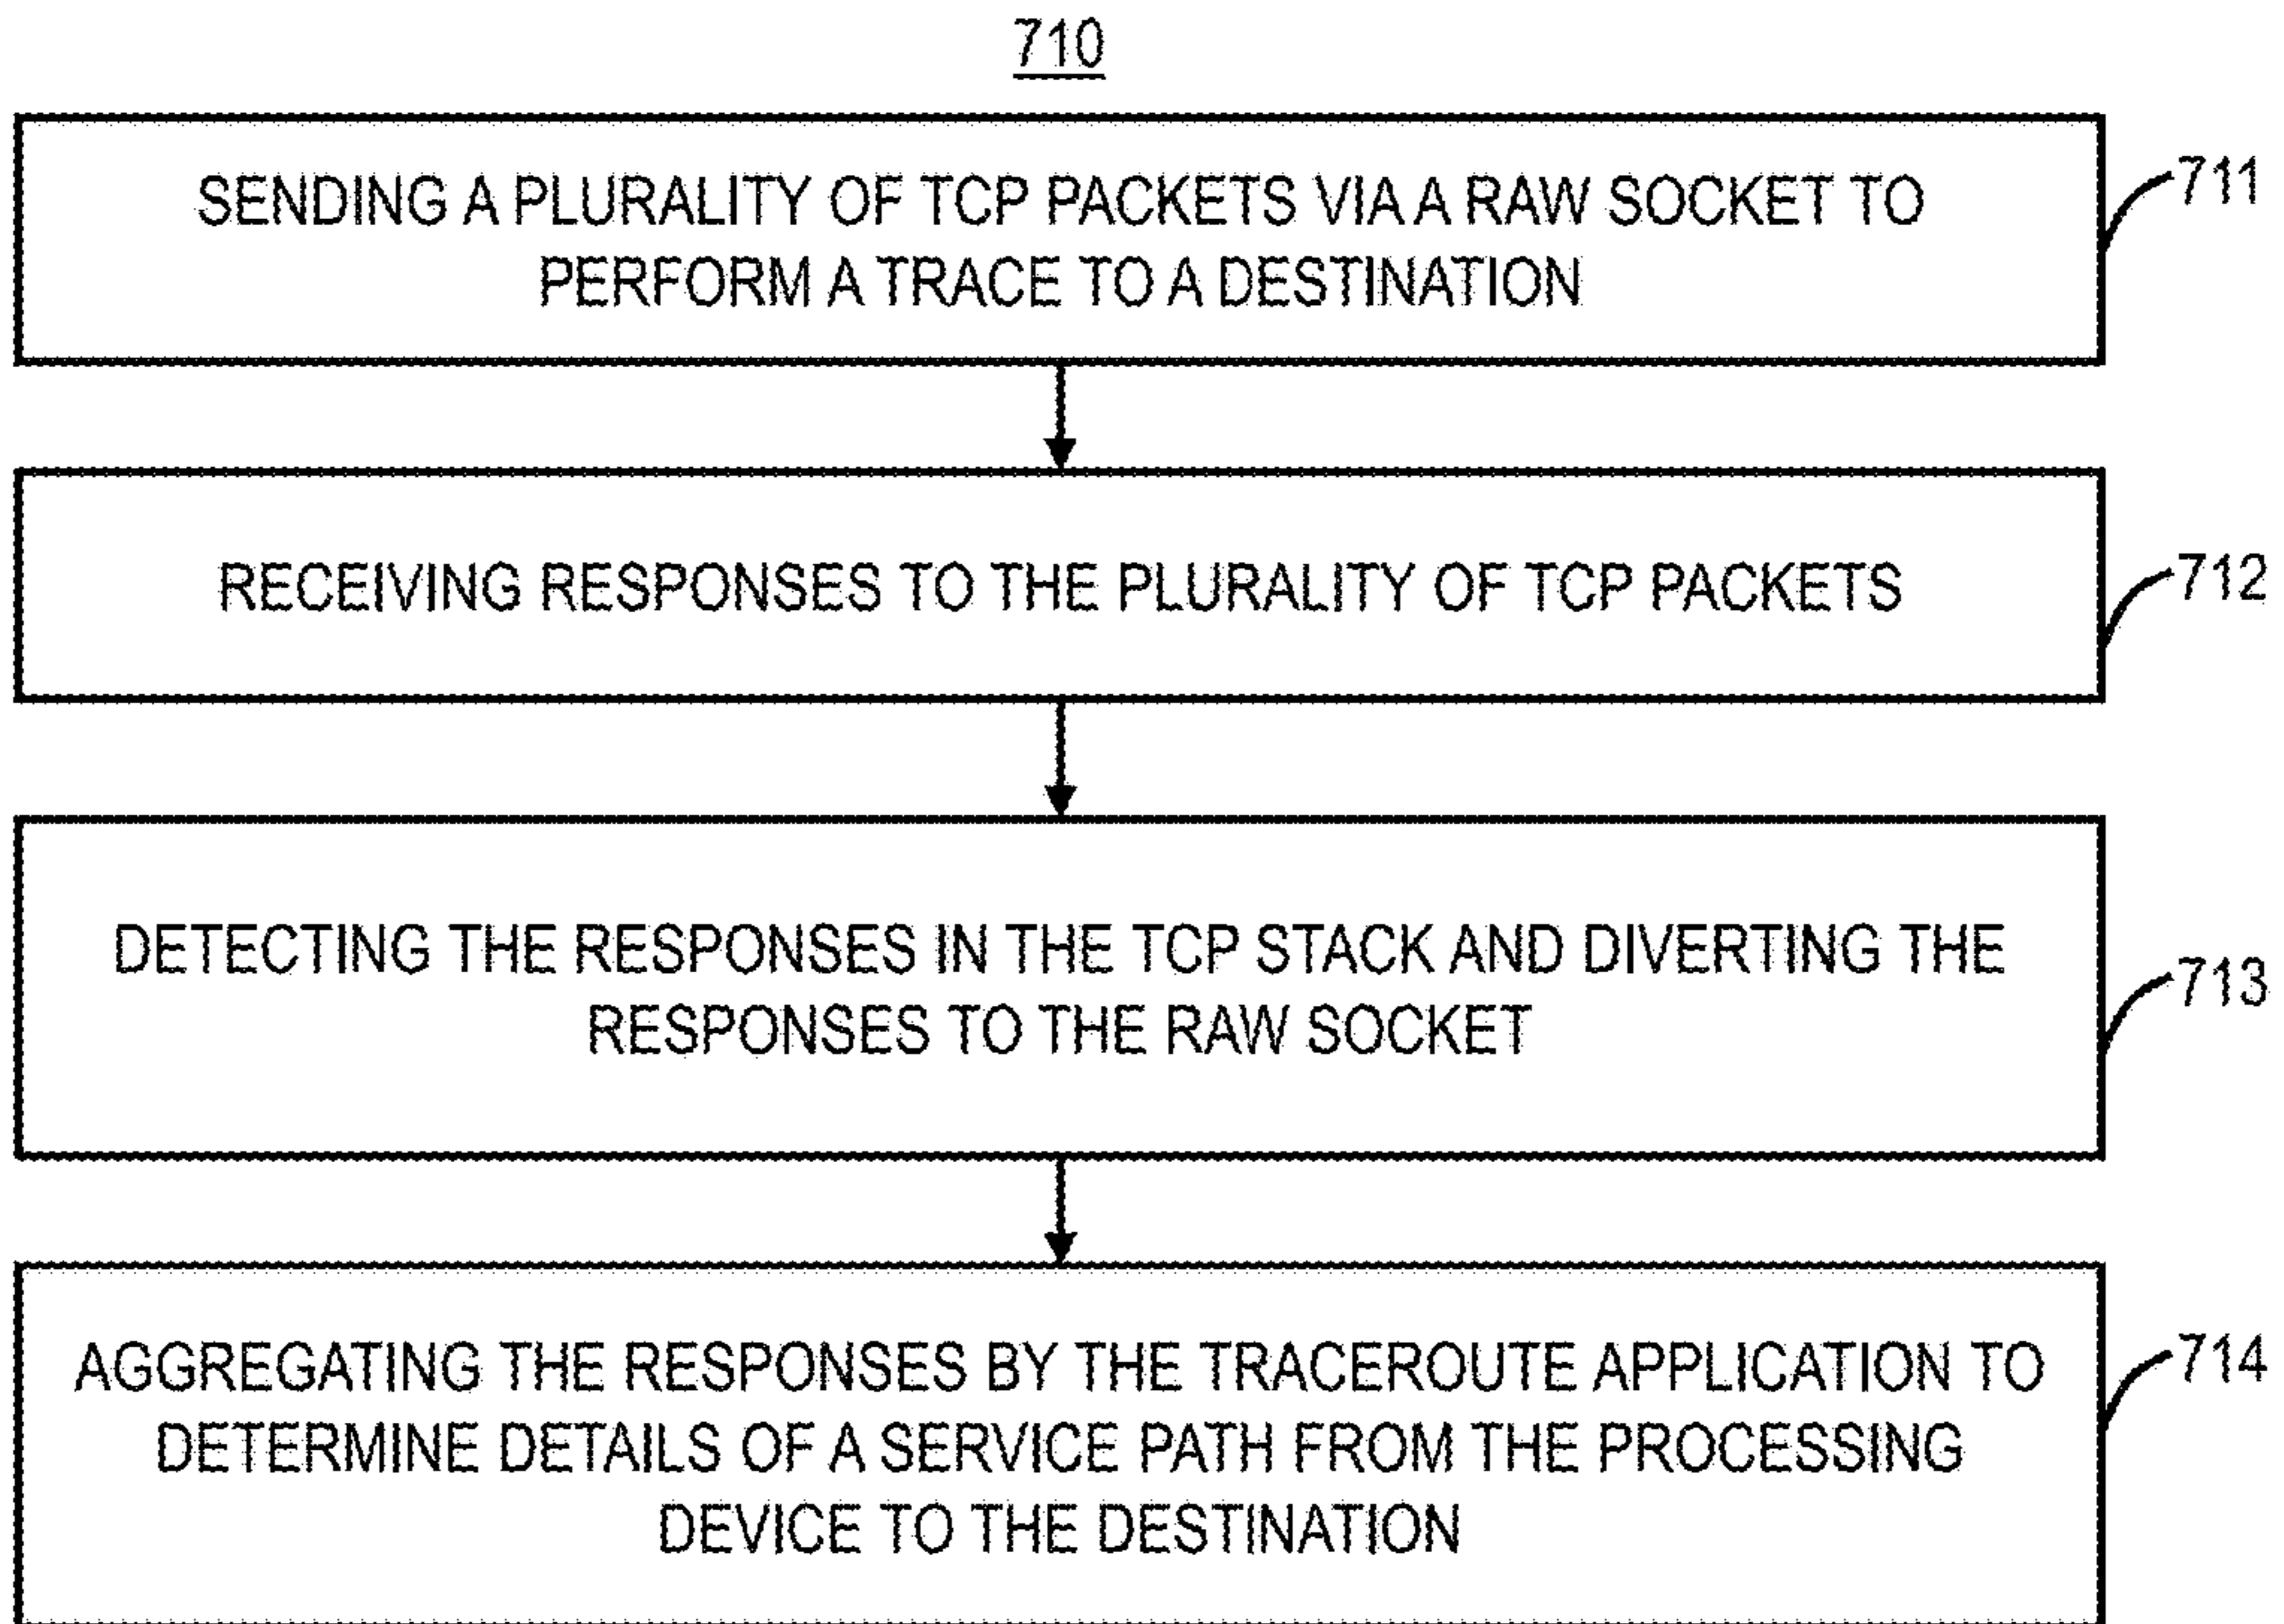 710
SENDING A PLURALITY OF TCP PACKETS VIA A RAW SOCKET TO
PERFORM A TRACE TO A DESTINATION
711
RECEIVING RESPONSES TO THE PLURALITY OF TCP PACKETS
712
DETECTING THE RESPONSES IN THE TCP STACK AND DIVERTING THE
RESPONSES TO THE RAW SOCKET
713
AGGREGATING THE RESPONSES BY THE TRACEROUTE APPLICATION TO
DETERMINE DETAILS OF A SERVICE PATH FROM THE PROCESSING
DEVICE TO THE DESTINATION
714